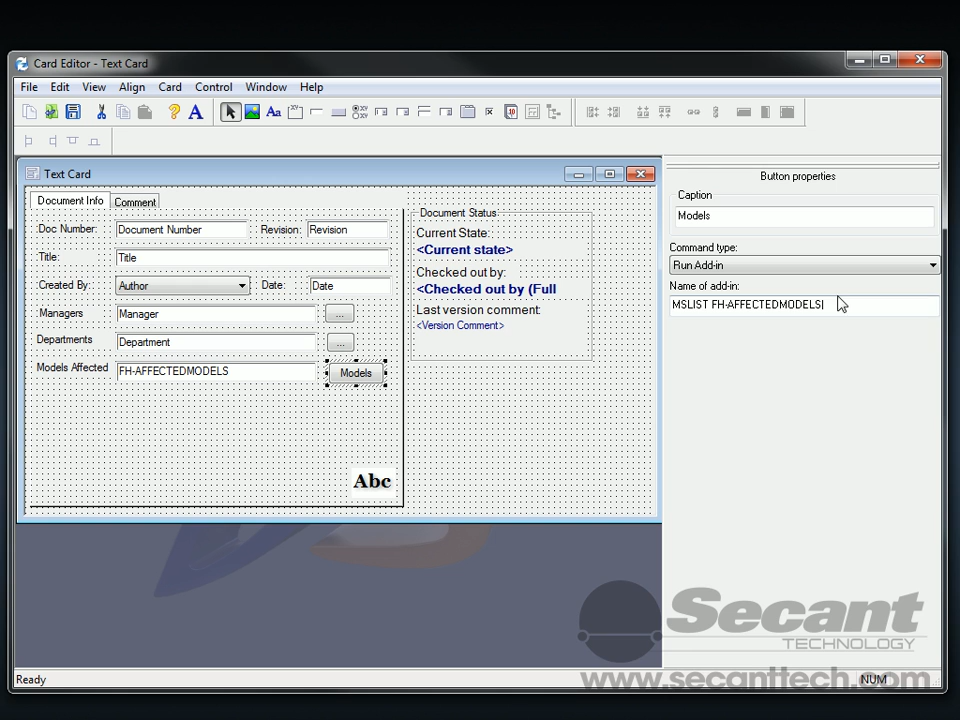 Card Editor - Text Card
File Edit View Align Card Control Window Help
Text Card
Button properties
Document Info Comment
Caption
Models
Doc Number: Document Number Revision: Revision
Title: Title
Created By: Author Date: Date
Managers Manager ...
Departments Department ...
Models Affected FH-AFFECTEDMODELS Models
Abc
Document Status
Current State:
<Current state>
Checked out by:
<Checked out by (Full
Last version comment:
<Version Comment>
Command type:
Run Add-in
Name of add-in:
MSLIST FH-AFFECTEDMODELS
Secant
TECHNOLOGY
www.secanttech.com
Ready NUM